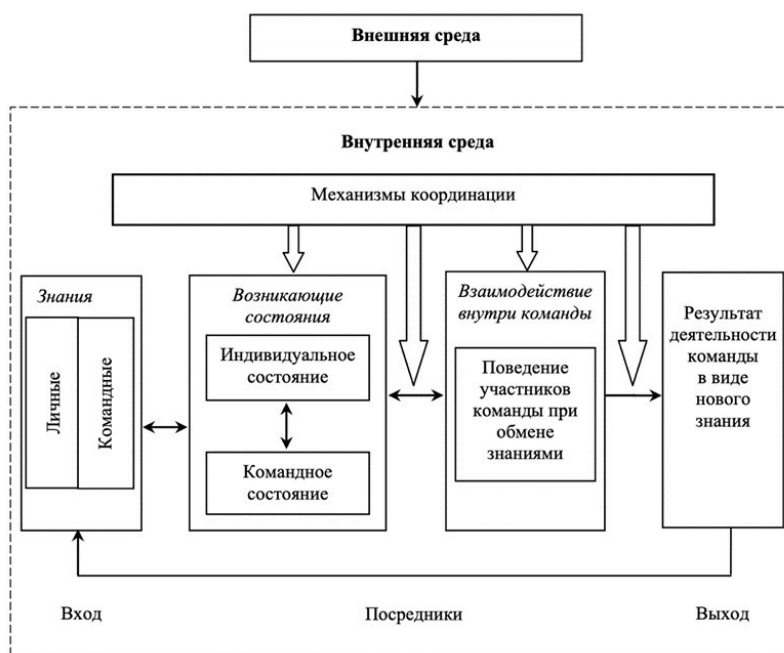 Внешняя среда
Внутренняя среда
Механизмы координации
Знания
Личные
Командные
Возникающие
состояния
Индивидуальное
состояние
Командное
состояние
Взаимодействие
внутри команды
Поведение
участников
команды при
обмене
знаниями
Результат
деятельности
команды
в виде
нового
знания
Вход
Посредники
Выход